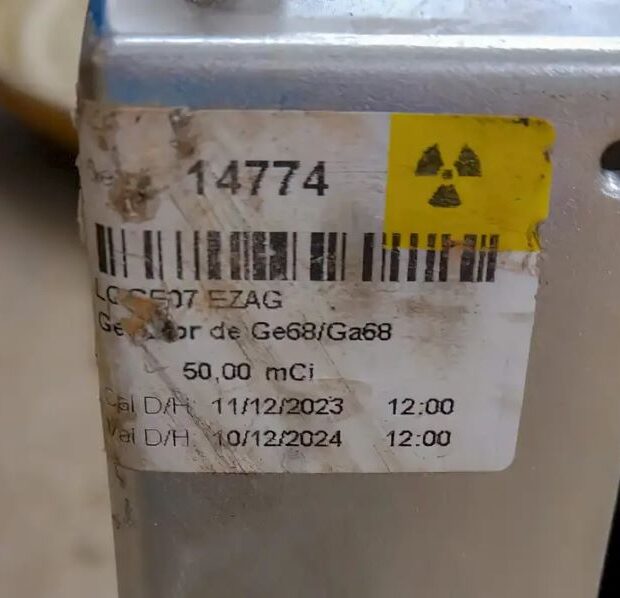 14774
EZAG
de Ge68/Ga68
50,00 mCi
Cal D/H: 11/12/2023 12:00
Val D/H: 10/12/2024 12:00